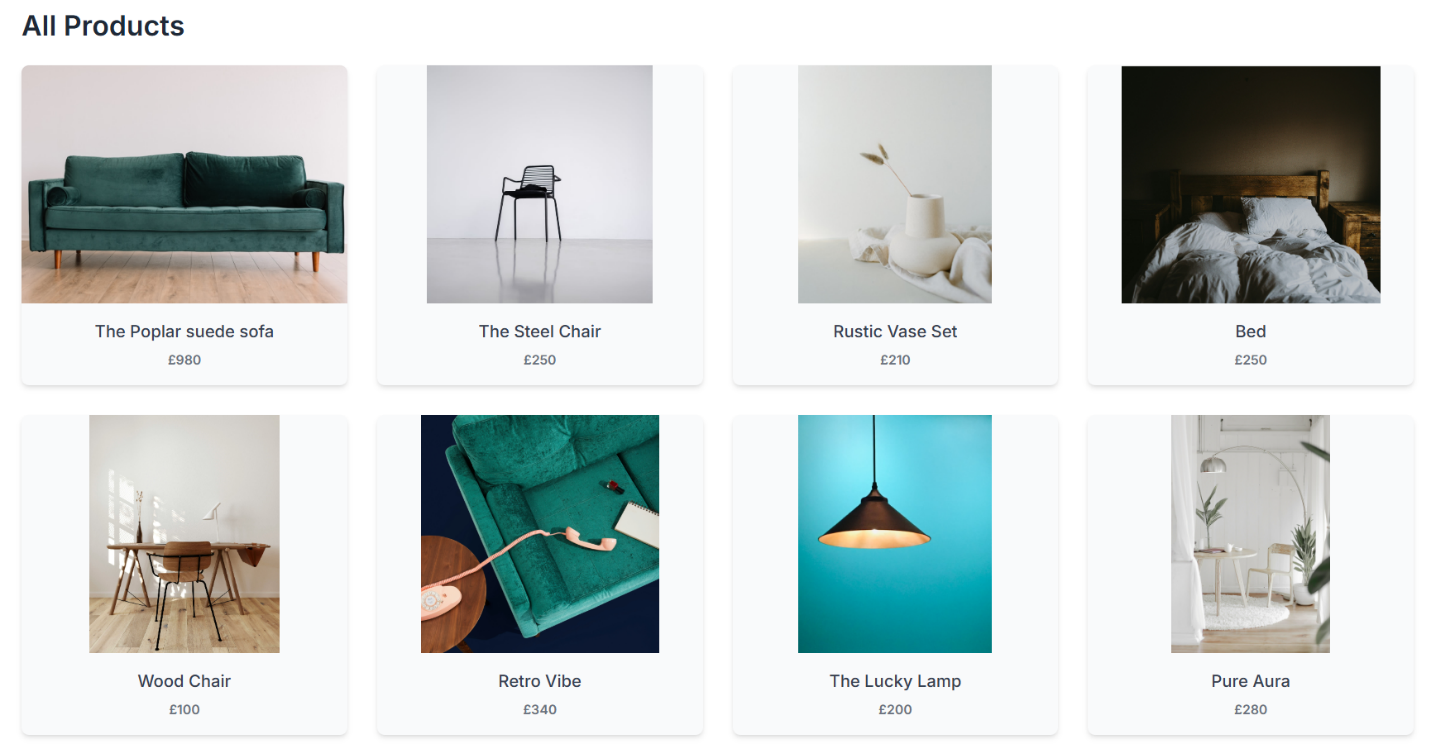 All Products
The Poplar suede sofa
£980
The Steel Chair
£250
Rustic Vase Set
£210
Bed
£250
Wood Chair
£100
Retro Vibe
£340
The Lucky Lamp
£200
Pure Aura
£280